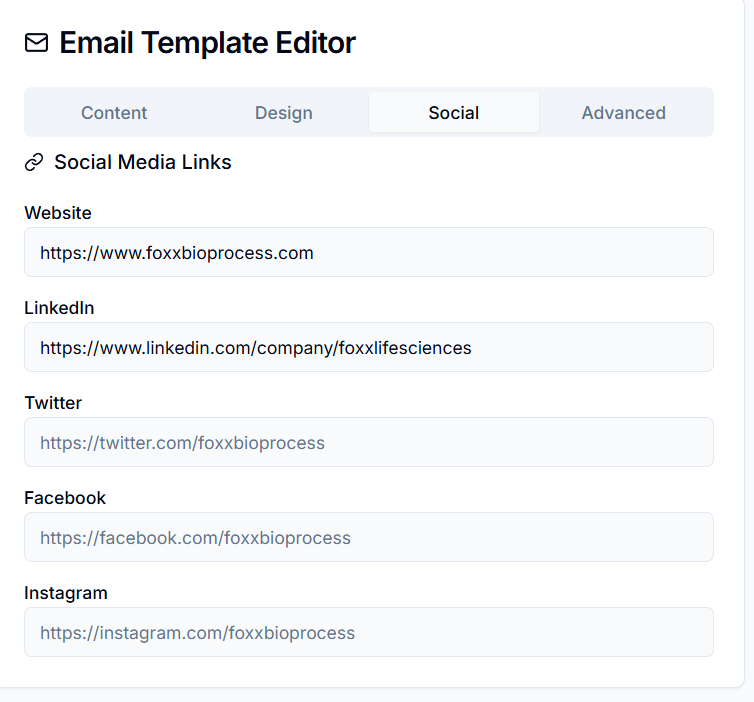 Email Template Editor
Content Design Social Advanced
Social Media Links
Website
https://www.foxxbioprocess.com
LinkedIn
https://www.linkedin.com/company/foxxlifesciences
Twitter
https://twitter.com/foxxbioprocess
Facebook
https://facebook.com/foxxbioprocess
Instagram
https://instagram.com/foxxbioprocess